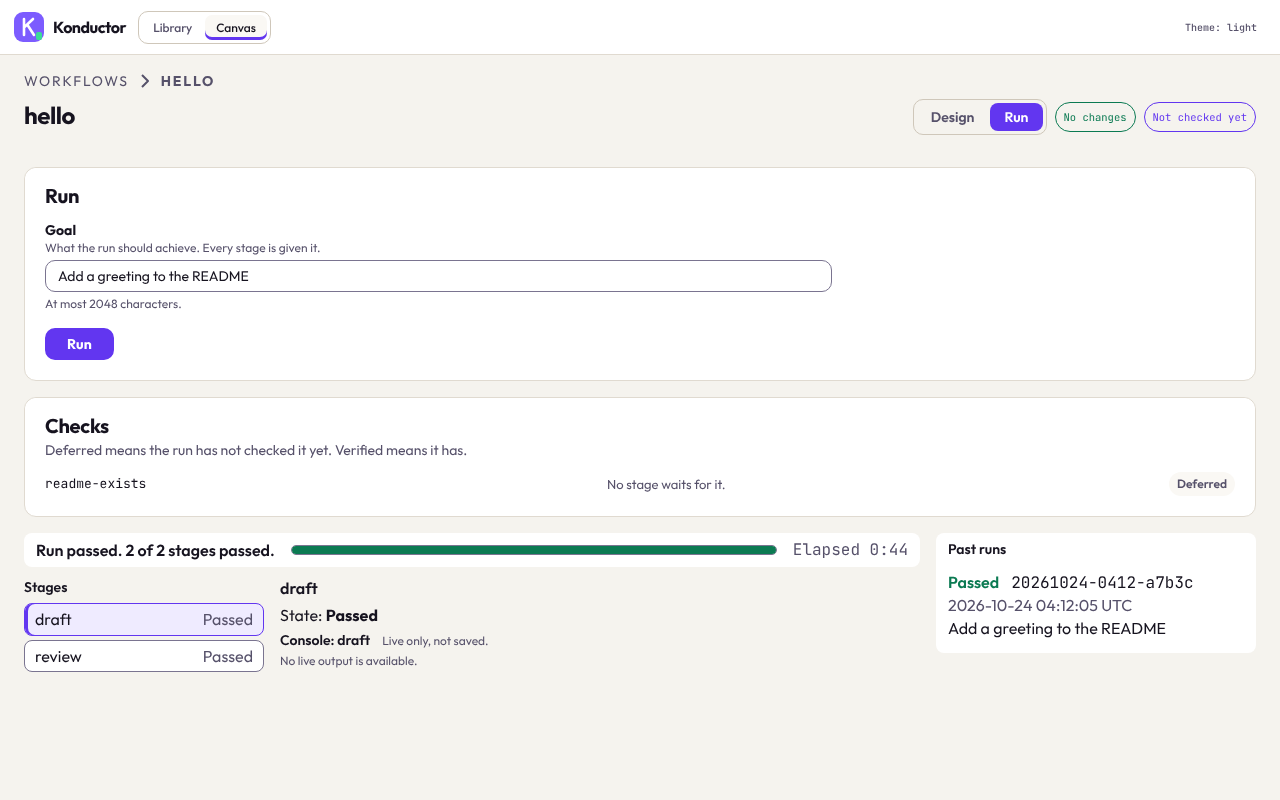 Konductor
Library
Canvas
Theme: light
WORKFLOWS > HELLO
hello
Design
Run
No changes
Not checked yet
Run
Goal
What the run should achieve. Every stage is given it.
Add a greeting to the README
At most 2048 characters.
Run
Checks
Deferred means the run has not checked it yet. Verified means it has.
readme-exists
No stage waits for it.
Deferred
Run passed. 2 of 2 stages passed.
Elapsed 0:44
Stages
draft Passed
review Passed
draft
State: Passed
Console: draft Live only, not saved.
No live output is available.
Past runs
Passed 20261024-0412-a7b3c
2026-10-24 04:12:05 UTC
Add a greeting to the README